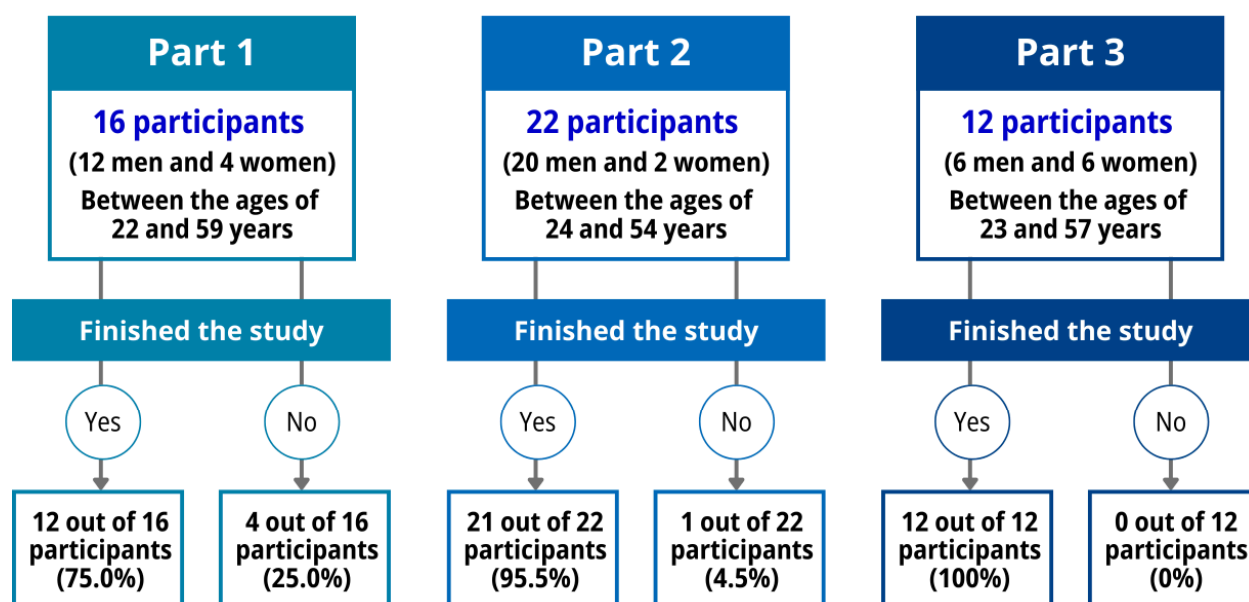 Part 1
16 participants
(12 men and 4 women)
Between the ages of
22 and 59 years
Finished the study
Yes
No
12 out of 16
participants
(75.0%)
4 out of 16
participants
(25.0%)
Part 2
22 participants
(20 men and 2 women)
Between the ages of
24 and 54 years
Finished the study
Yes
No
21 out of 22
participants
(95.5%)
1 out of 22
participants
(4.5%)
Part 3
12 participants
(6 men and 6 women)
Between the ages of
23 and 57 years
Finished the study
Yes
No
12 out of 12
participants
(100%)
0 out of 12
participants
(0%)